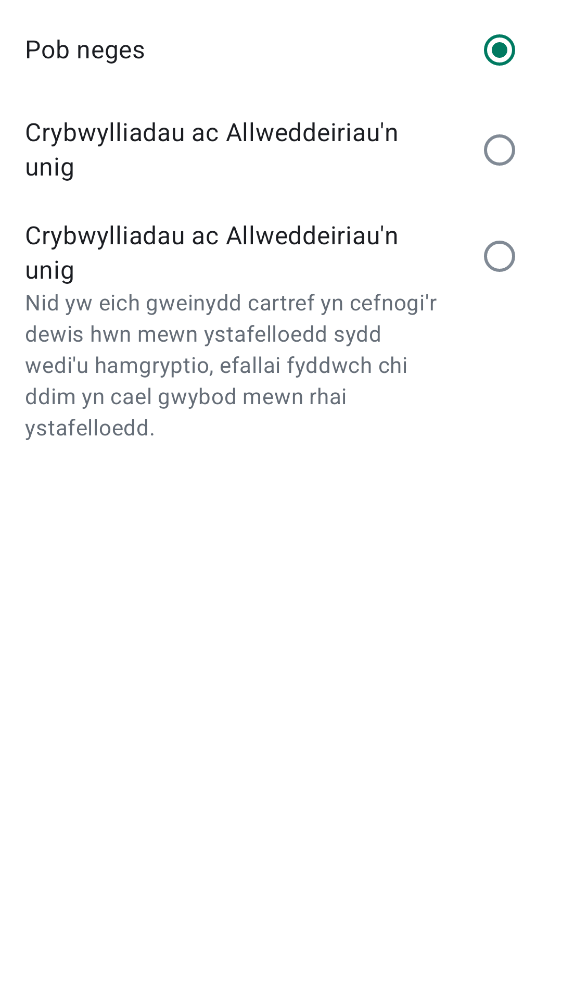 Pob neges
Crybwylliadau ac Allweddeiriau'n
unig
Crybwylliadau ac Allweddeiriau'n
unig
Nid yw eich gweinydd cartref yn cefnogi'r
dewis hwn mewn ystafelloedd sydd
wedi'u hamgryptio, efallai fyddwch chi
ddim yn cael gwybod mewn rhai
ystafelloedd.